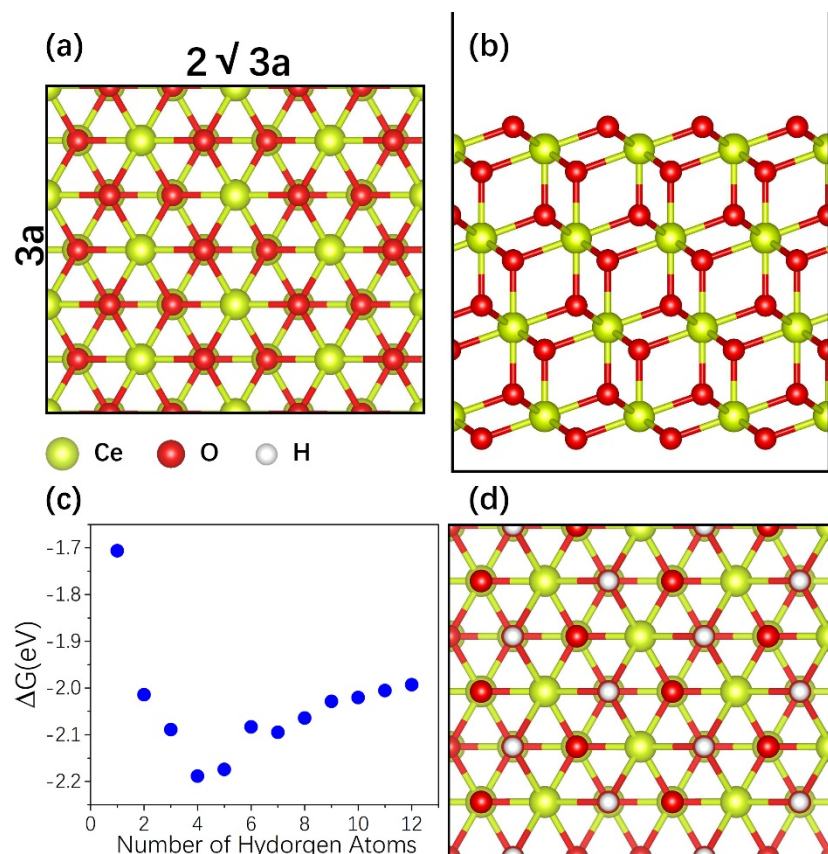 (a)
2 √ 3a
3a
(b)
Ce O H
(c)
ΔG(eV)
-1.7
-1.8
-1.9
-2.0
-2.1
-2.2
0 2 4 6 8 10 12
Number of Hydorgen Atoms
(d)